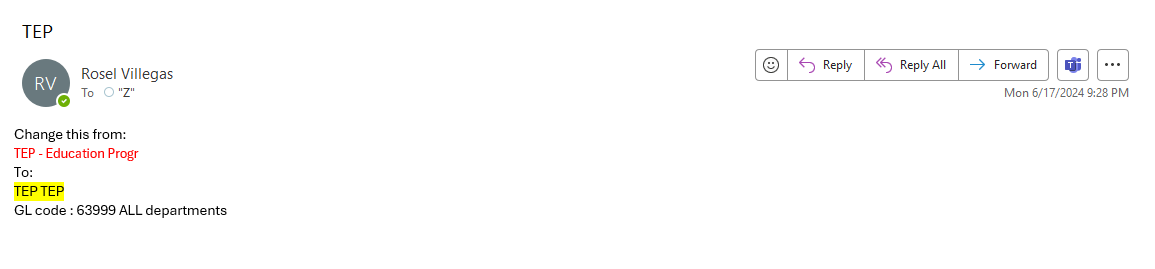 TEP
RV
Rosel Villegas
To "Z"
Reply
Reply All
Forward
Mon 6/17/2024 9:28 PM
Change this from:
TEP - Education Progr
To:
TEP TEP
GL code : 63999 ALL departments